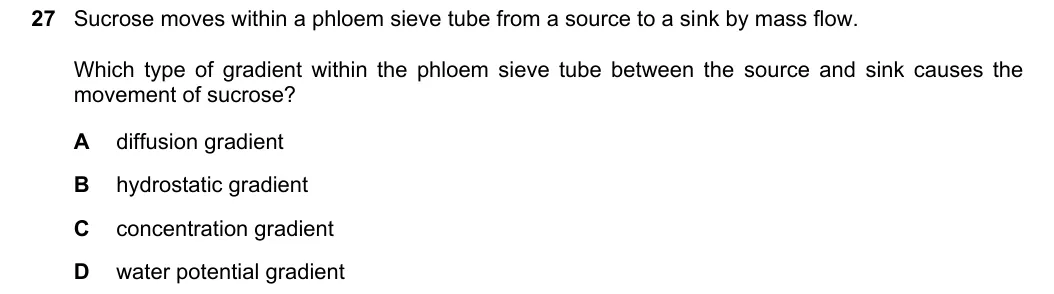 27 Sucrose moves within a phloem sieve tube from a source to a sink by mass flow.
Which type of gradient within the phloem sieve tube between the source and sink causes the
movement of sucrose?
A diffusion gradient
B hydrostatic gradient
C concentration gradient
D water potential gradient